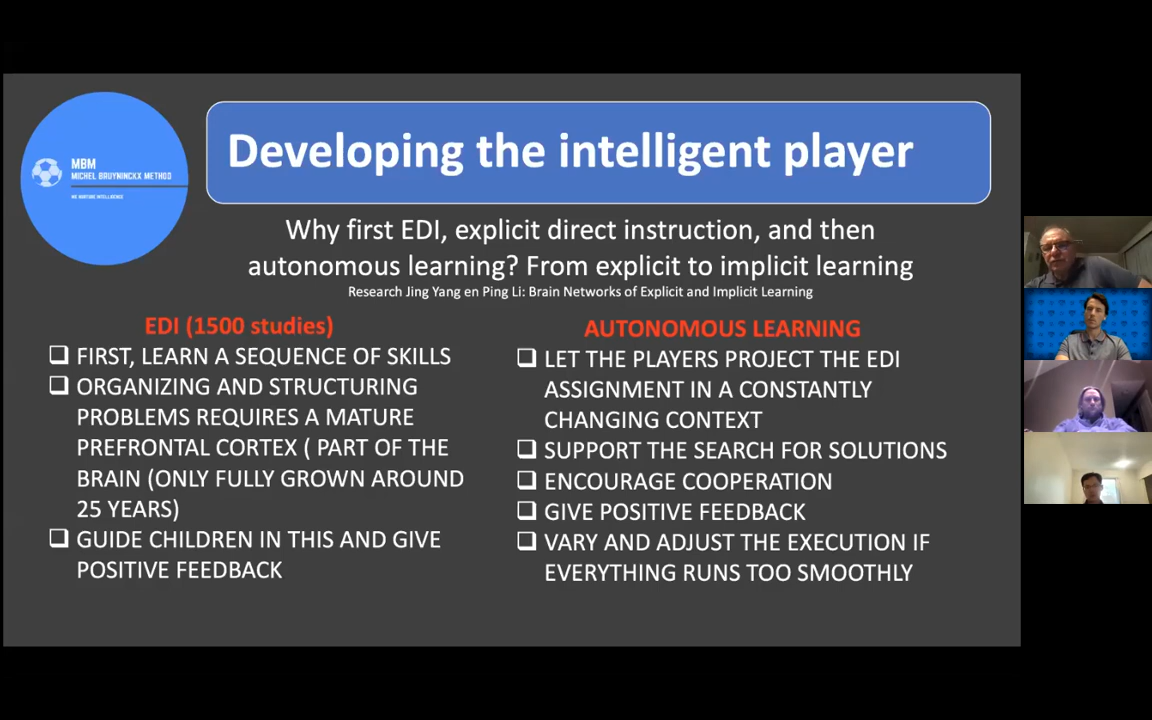 MBM
MICHEL BRUYNINCKX METHOD
WE NURTURE INTELLIGENCE
Developing the intelligent player
Why first EDI, explicit direct instruction, and then
autonomous learning? From explicit to implicit learning
Research Jing Yang en Ping Li: Brain Networks of Explicit and Implicit Learning
EDI (1500 studies)
FIRST, LEARN A SEQUENCE OF SKILLS
ORGANIZING AND STRUCTURING
PROBLEMS REQUIRES A MATURE
PREFRONTAL CORTEX ( PART OF THE
BRAIN (ONLY FULLY GROWN AROUND
25 YEARS)
GUIDE CHILDREN IN THIS AND GIVE
POSITIVE FEEDBACK
AUTONOMOUS LEARNING
LET THE PLAYERS PROJECT THE EDI
ASSIGNMENT IN A CONSTANTLY
CHANGING CONTEXT
SUPPORT THE SEARCH FOR SOLUTIONS
ENCOURAGE COOPERATION
GIVE POSITIVE FEEDBACK
VARY AND ADJUST THE EXECUTION IF
EVERYTHING RUNS TOO SMOOTHLY